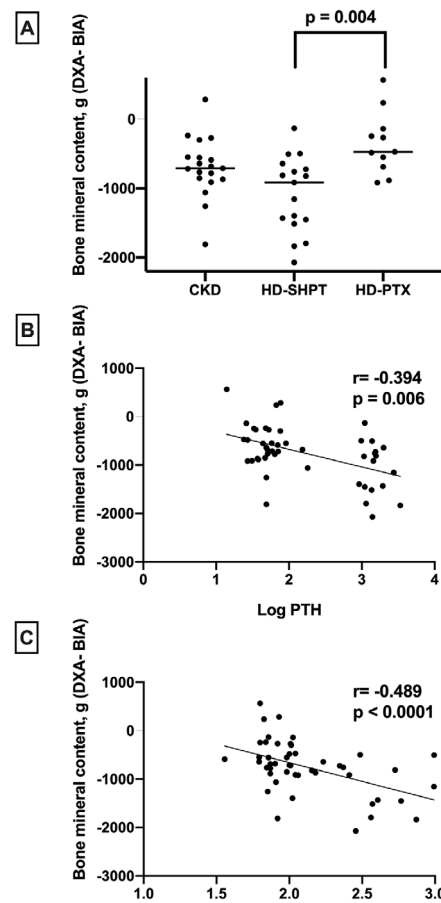 A
p = 0.004
Bone mineral content, g (DXA- BIA)
0
-1000
-2000
CKD HD-SHPT HD-PTX
B
Bone mineral content, g (DXA- BIA)
1000
0
-1000
-2000
-3000
r= -0.394
p = 0.006
0 1 2 3 4
Log PTH
C
Bone mineral content, g (DXA- BIA)
1000
0
-1000
-2000
-3000
r= -0.489
p < 0.0001
1.0 1.5 2.0 2.5 3.0